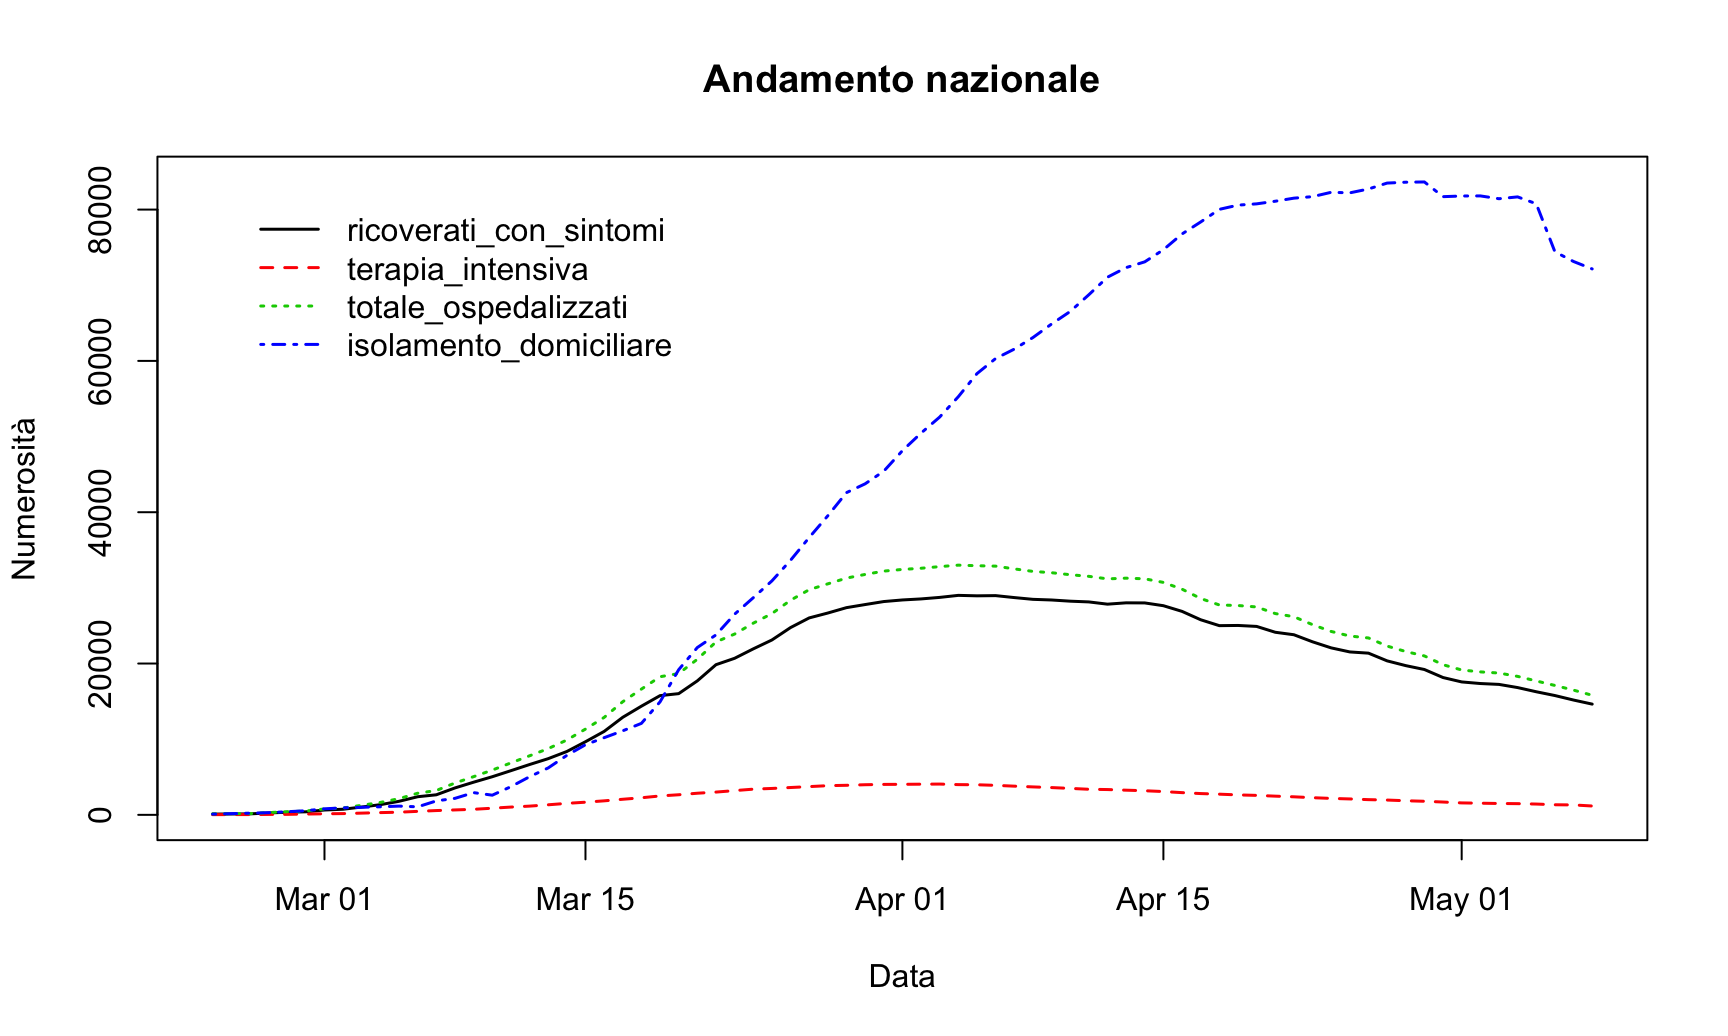 Andamento nazionale
Numerosità
80000
60000
40000
20000
0
ricoverati_con_sintomi
terapia_intensiva
totale_ospedalizzati
isolamento_domiciliare
Mar 01
Mar 15
Apr 01
Apr 15
May 01
Data